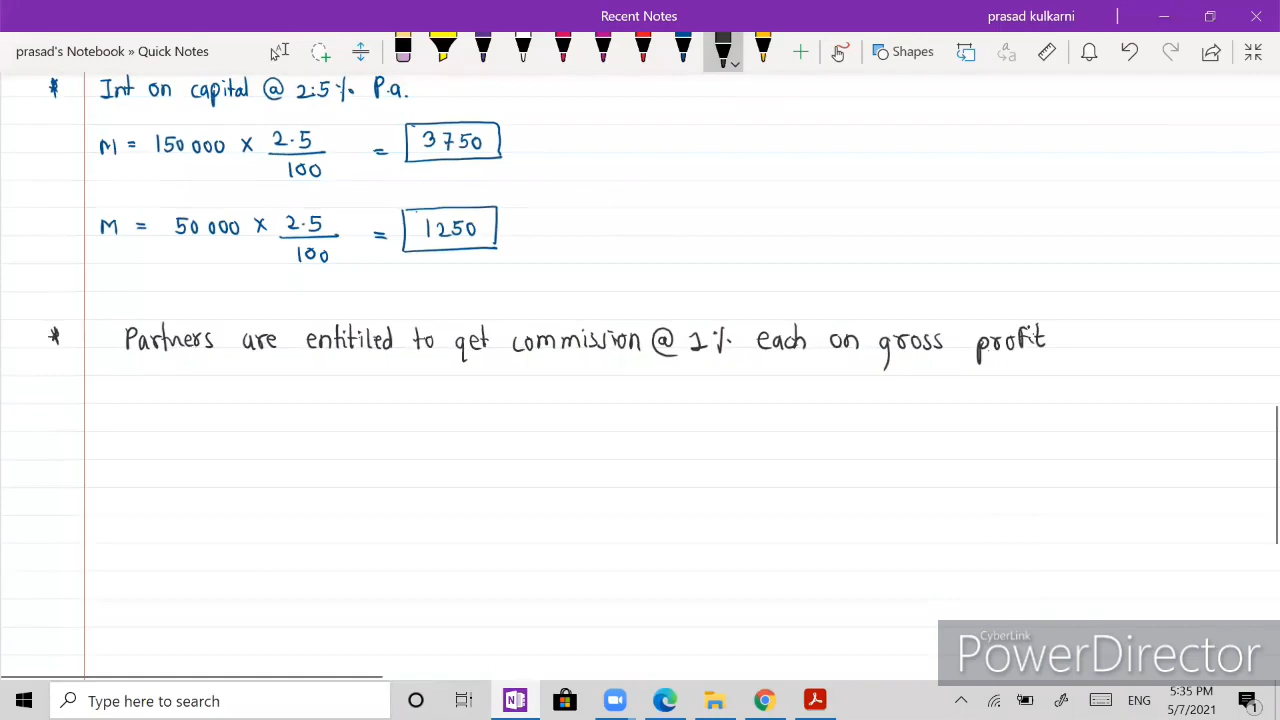 Recent Notes
prasad kulkarni
prasad's Notebook » Quick Notes
Shapes
* Int on capital @ 2.5% P.a.
M = 150 000 × 2.5/100 = 3750
M = 50 000 × 2.5/100 = 1250
* Partners are entitiled to get commission @ 1% each on gross profit
CyberLink
PowerDirector
Type here to search
ENG
5:35 PM
5/7/2021
1